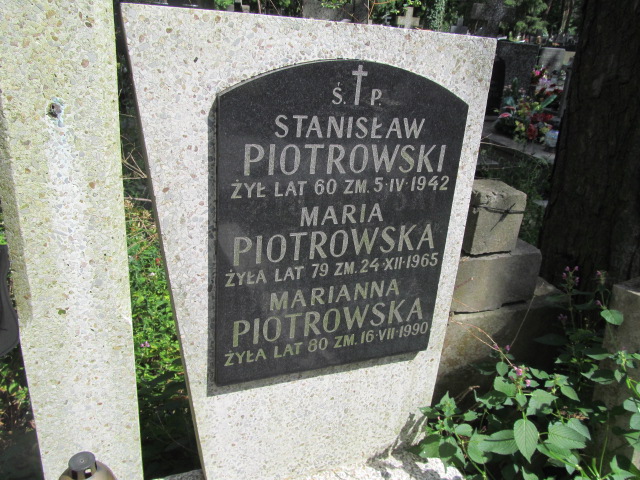 Ś. P.
STANISŁAW
PIOTROWSKI
ŻYŁ LAT 60 ZM. 5·IV·1942
MARIA
PIOTROWSKA
ŻYŁA LAT 79 ZM. 24·XII·1965
MARIANNA
PIOTROWSKA
ŻYŁA LAT 80 ZM. 16·VII·1990